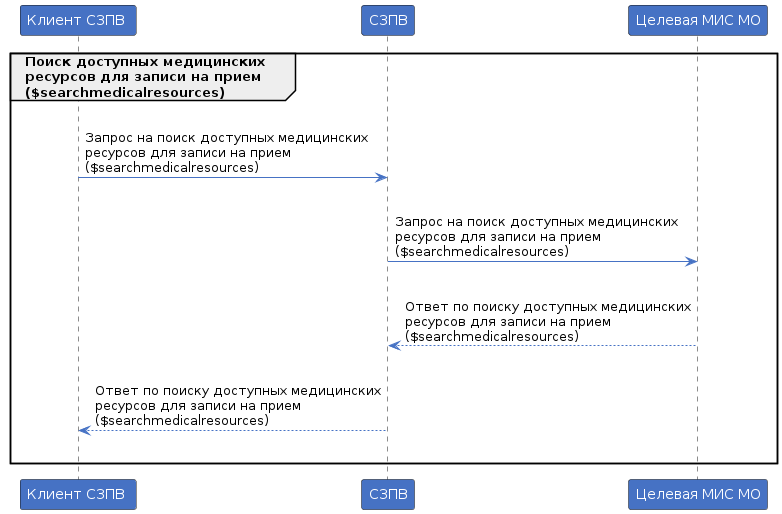 Клиент СЗПВ
СЗПВ
Целевая МИС МО
Поиск доступных медицинских
ресурсов для записи на прием
($searchmedicalresources)
Запрос на поиск доступных медицинских
ресурсов для записи на прием
($searchmedicalresources)
Запрос на поиск доступных медицинских
ресурсов для записи на прием
($searchmedicalresources)
Ответ по поиску доступных медицинских
ресурсов для записи на прием
($searchmedicalresources)
Ответ по поиску доступных медицинских
ресурсов для записи на прием
($searchmedicalresources)
Клиент СЗПВ
СЗПВ
Целевая МИС МО